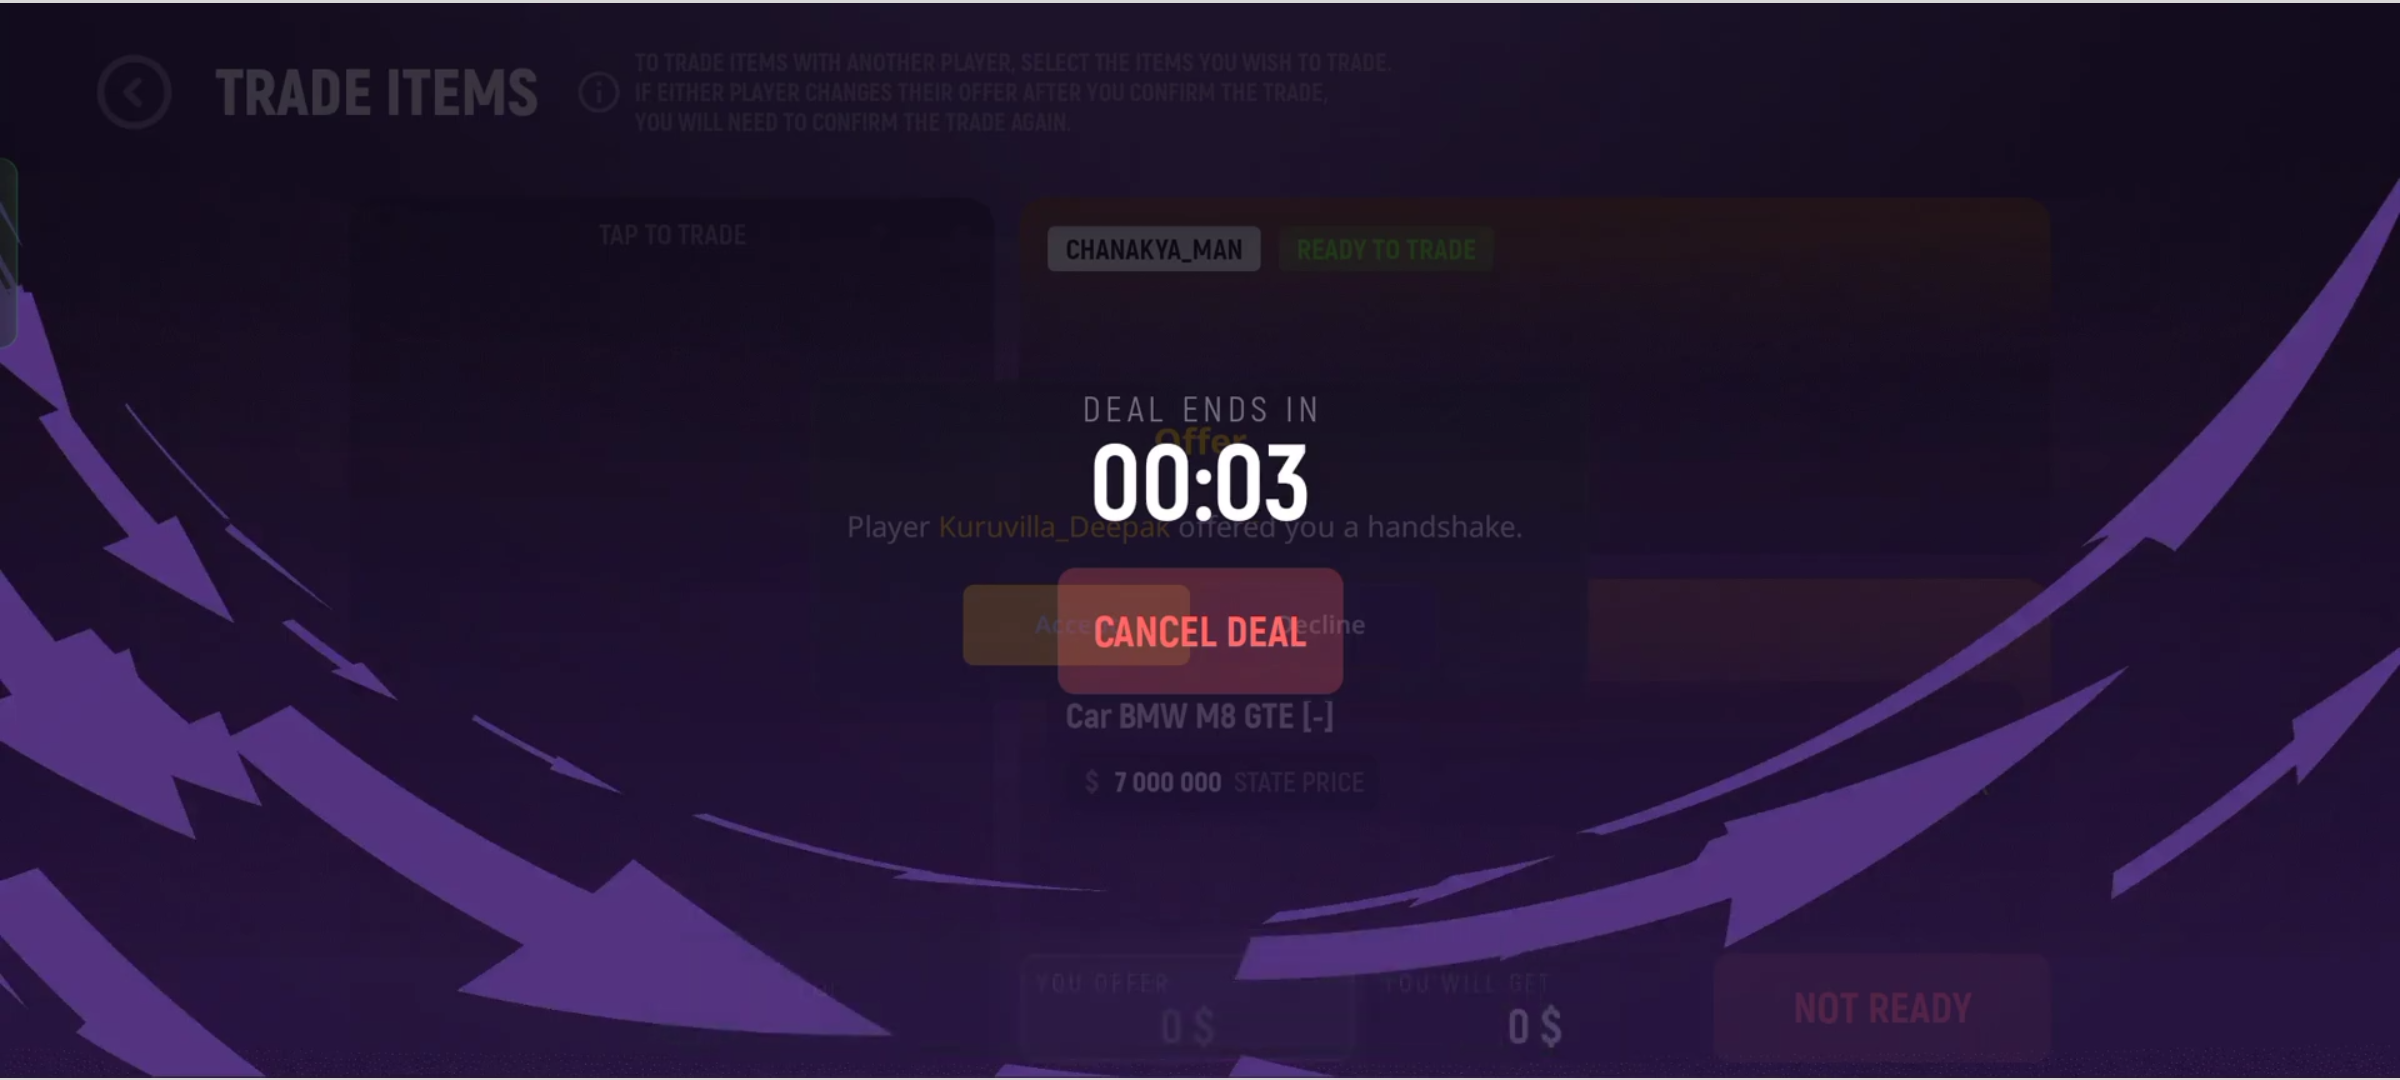 TRADE ITEMS
TO TRADE ITEMS WITH ANOTHER PLAYER, SELECT THE ITEMS YOU WISH TO TRADE.
IF EITHER PLAYER CHANGES THEIR OFFER AFTER YOU CONFIRM THE TRADE,
YOU WILL NEED TO CONFIRM THE TRADE AGAIN.
TAP TO TRADE
CHANAKYA_MAN
READY TO TRADE
DEAL ENDS IN
Offer
00:03
Player Kuruvilla_Deepak offered you a handshake.
CANCEL DEAL
Decline
Car BMW M8 GTE [-]
$ 7 000 000 STATE PRICE
YOU OFFER
0 $
YOU WILL GET
0 $
NOT READY